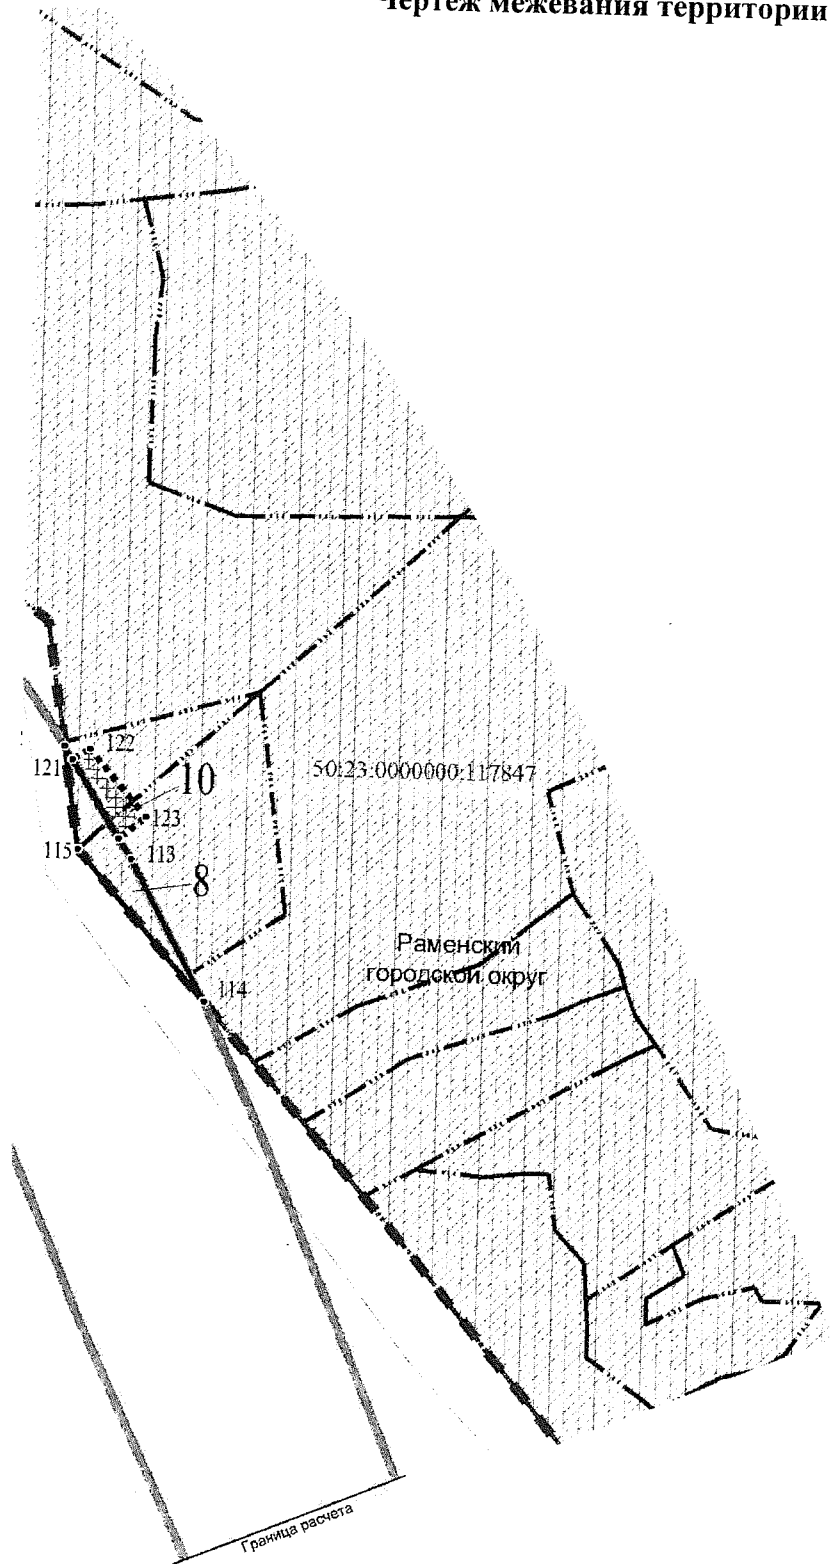 Чертеж межевания территории
122
121
10
50:23:0000000:117847
123
115
113
8
Раменский
городской округ
114
Граница расчета